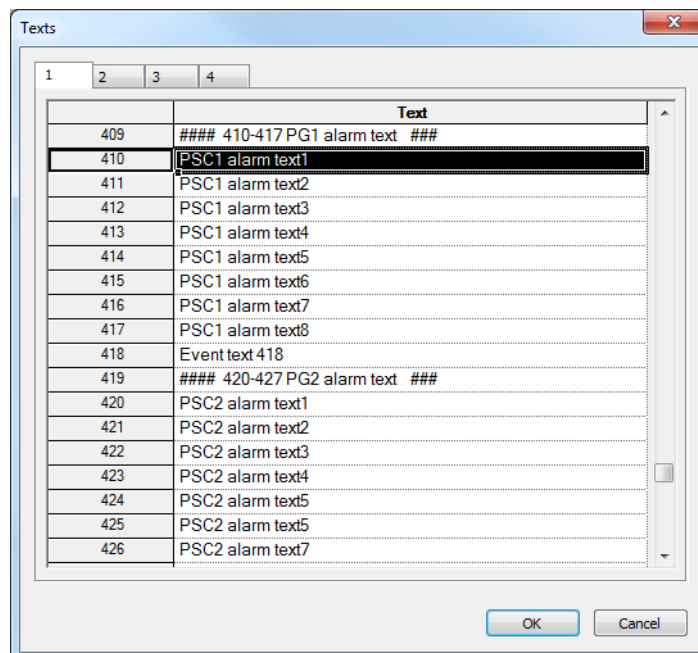 Texts
x
1 2 3 4
Text
409 #### 410-417 PG1 alarm text ###
410 PSC1 alarm text1
411 PSC1 alarm text2
412 PSC1 alarm text3
413 PSC1 alarm text4
414 PSC1 alarm text5
415 PSC1 alarm text6
416 PSC1 alarm text7
417 PSC1 alarm text8
418 Event text 418
419 #### 420-427 PG2 alarm text ###
420 PSC2 alarm text1
421 PSC2 alarm text2
422 PSC2 alarm text3
423 PSC2 alarm text4
424 PSC2 alarm text5
425 PSC2 alarm text5
426 PSC2 alarm text7
OK Cancel